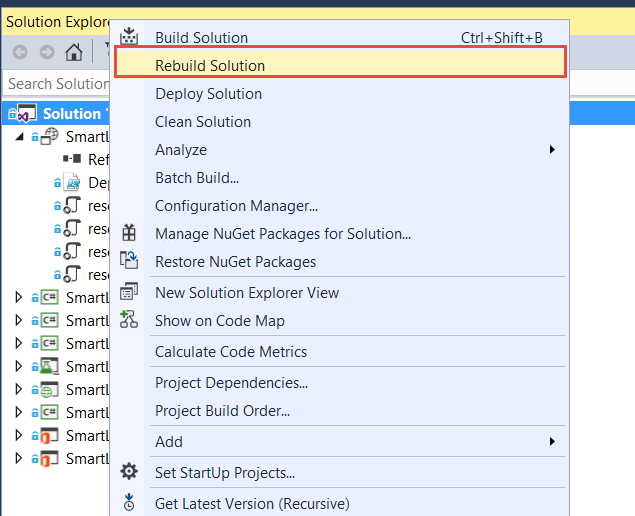 Solution Explore
Build Solution Ctrl+Shift+B
Rebuild Solution
Search Solution
Deploy Solution
Solution '
Clean Solution
SmartL
Analyze
Ref
Batch Build...
Dep
Configuration Manager...
reso
Manage NuGet Packages for Solution...
reso
reso
Restore NuGet Packages
reso
New Solution Explorer View
C# SmartL
Show on Code Map
C# SmartL
C# SmartL
Calculate Code Metrics
SmartL
Project Dependencies...
SmartL
Project Build Order...
C# SmartL
Add
SmartL
SmartL
Set StartUp Projects...
Get Latest Version (Recursive)